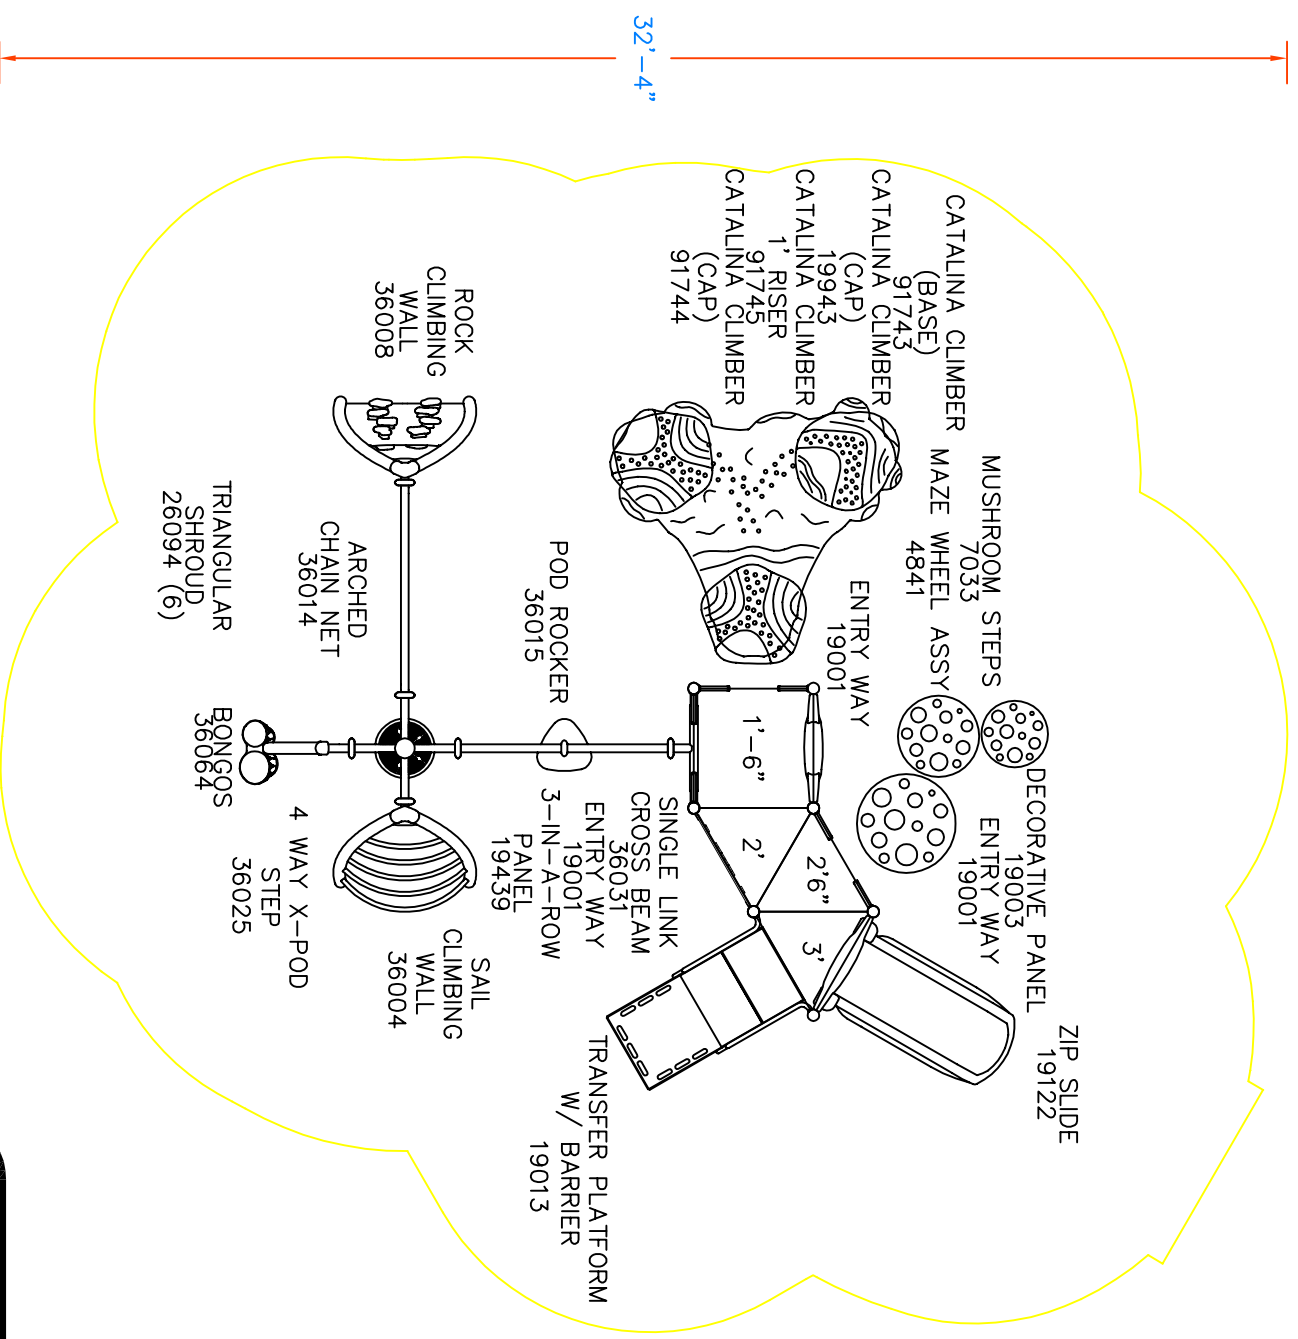 32'-4"
CATALINA CLIMBER
(BASE)
91743
CATALINA CLIMBER
(CAP)
19943
CATALINA CLIMBER
1' RISER
91745
CATALINA CLIMBER
(CAP)
91744
ROCK
CLIMBING
WALL
36008
MUSHROOM STEPS
7033
MAZE WHEEL ASSY
4841
ENTRY WAY
19001
POD ROCKER
36015
ARCHED
CHAIN NET
36014
TRIANGULAR
SHROUD
26094 (6)
1'-6"
2'
2'6"
3'
BONGOS
36064
DECORATIVE PANEL
19003
ENTRY WAY
19001
SINGLE LINK
CROSS BEAM
36031
ENTRY WAY
19001
3-IN-A-ROW
PANEL
19439
4 WAY X-POD
STEP
36025
SAIL
CLIMBING
WALL
36004
ZIP SLIDE
19122
TRANSFER PLATFORM
W/ BARRIER
19013